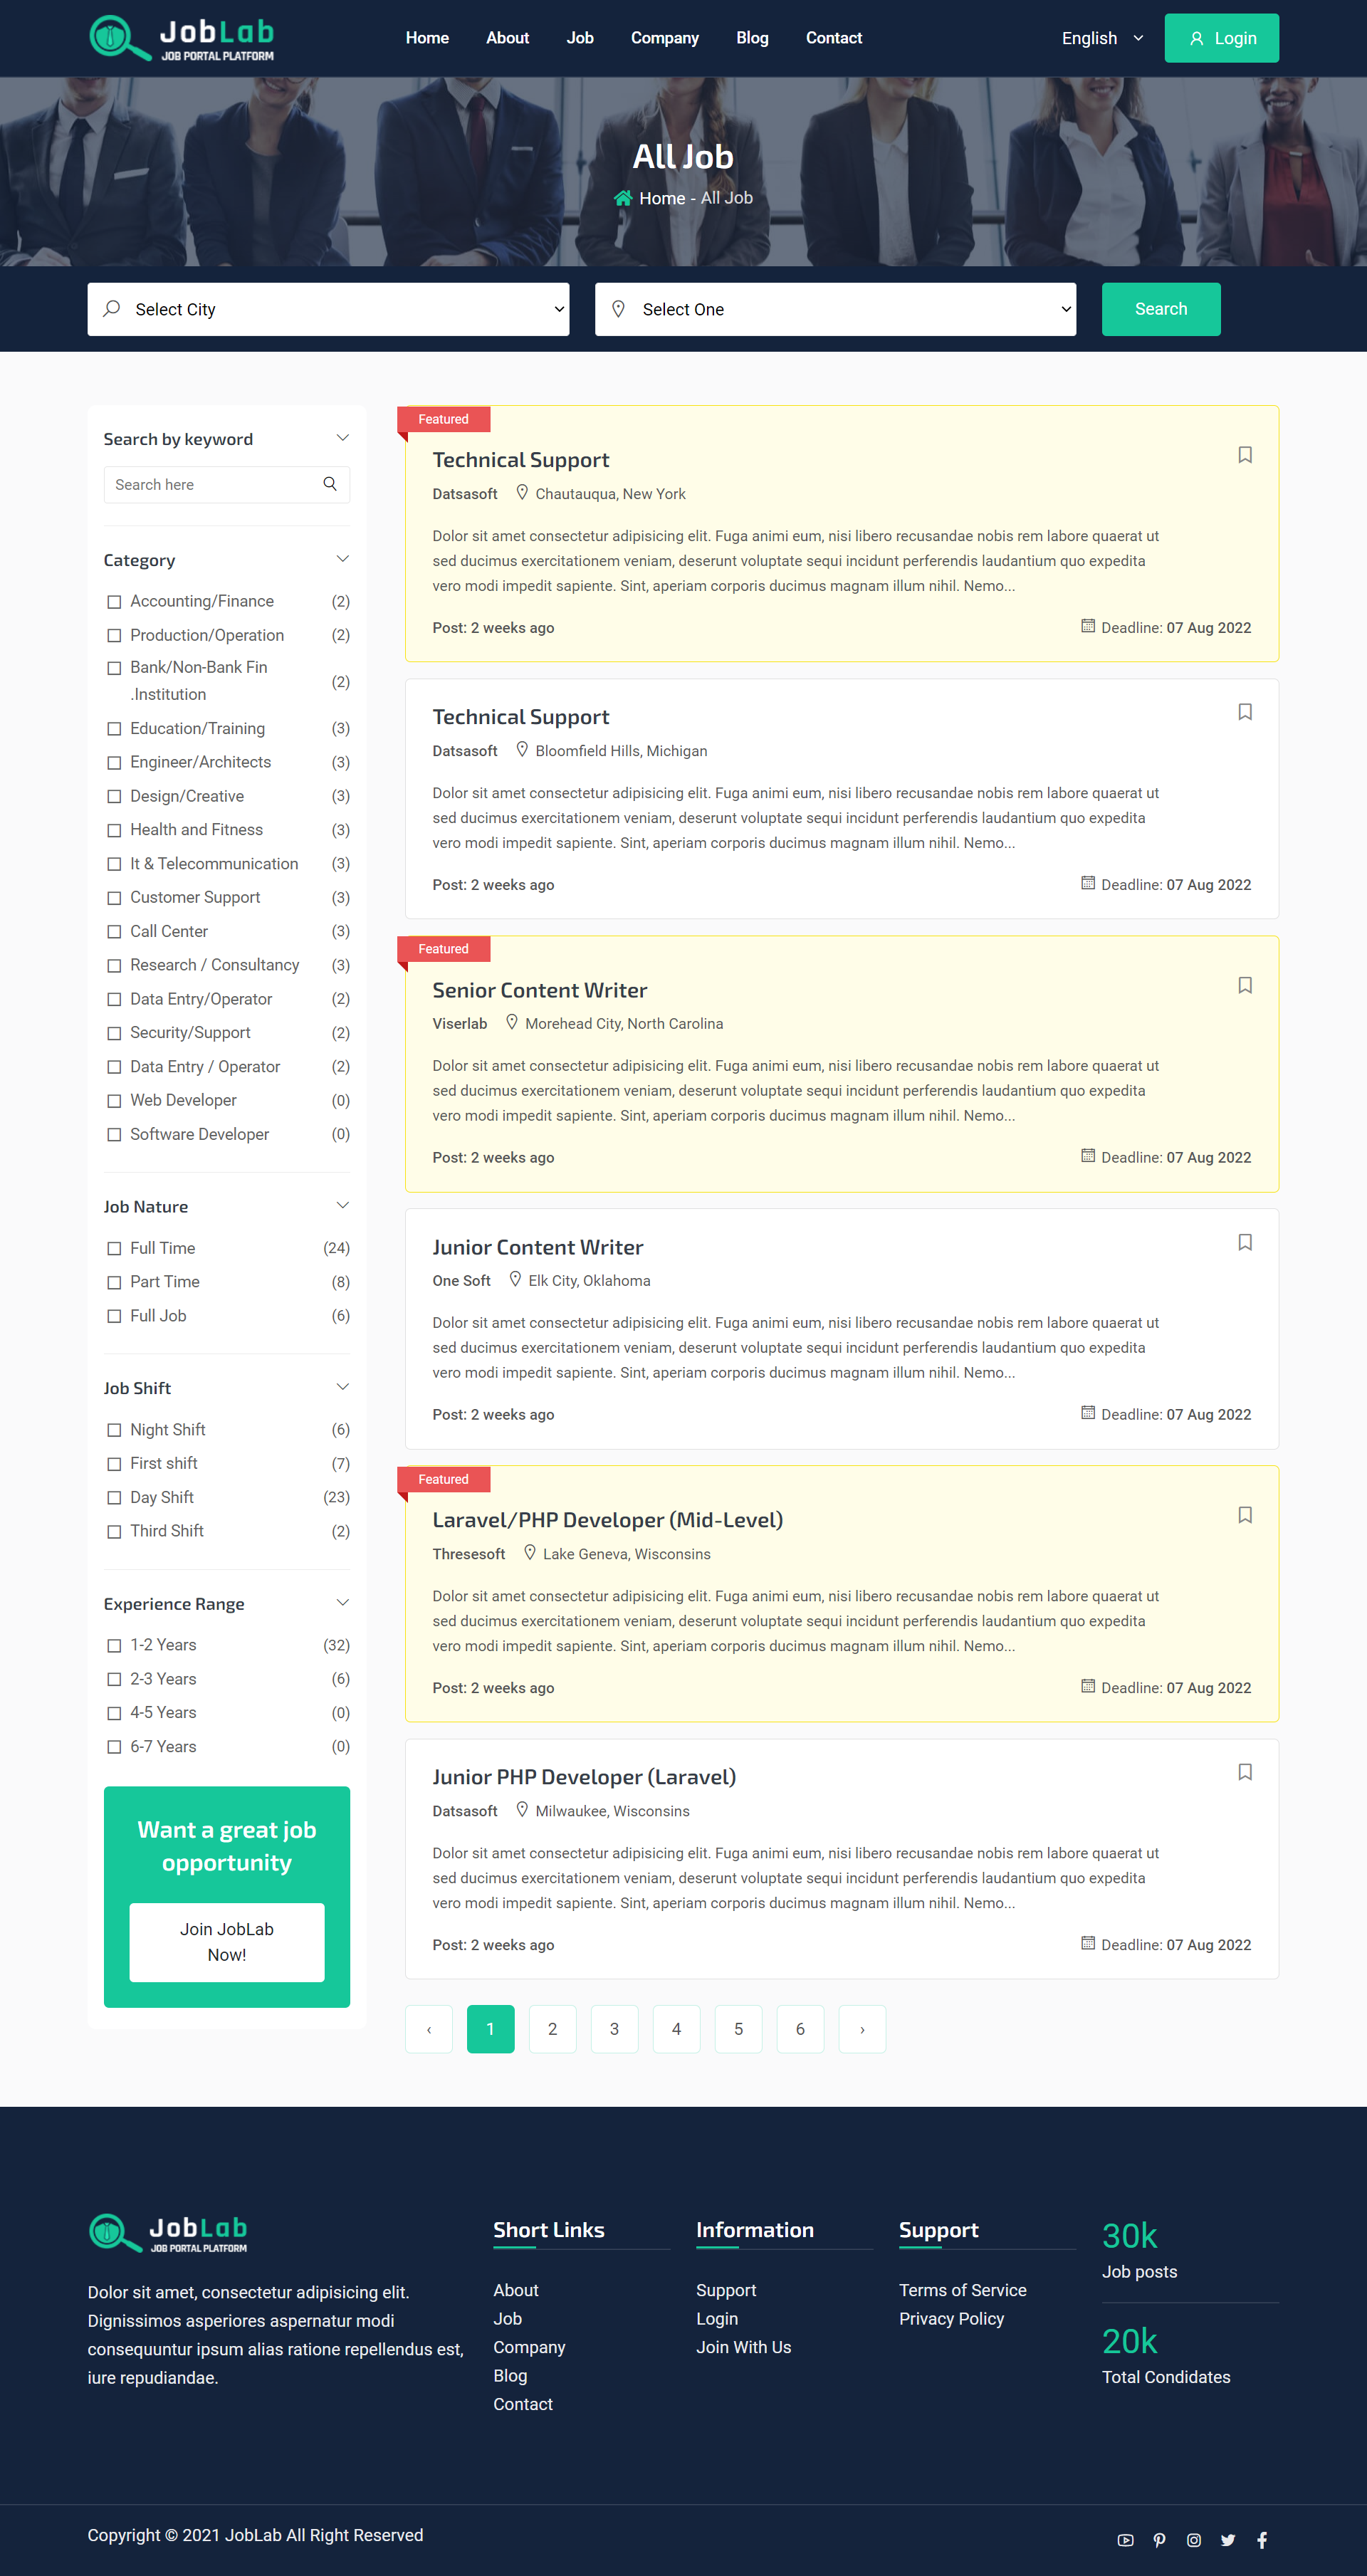 JobLab
JOB PORTAL PLATFORM
Home
About
Job
Company
Blog
Contact
English
Login
All Job
Home - All Job
Select City
Select One
Search
Search by keyword
Search here
Category
Accounting/Finance (2)
Production/Operation (2)
Bank/Non-Bank Fin
.Institution (2)
Education/Training (3)
Engineer/Architects (3)
Design/Creative (3)
Health and Fitness (3)
It & Telecommunication (3)
Customer Support (3)
Call Center (3)
Research / Consultancy (3)
Data Entry/Operator (2)
Security/Support (2)
Data Entry / Operator (2)
Web Developer (0)
Software Developer (0)
Job Nature
Full Time (24)
Part Time (8)
Full Job (6)
Job Shift
Night Shift (6)
First shift (7)
Day Shift (23)
Third Shift (2)
Experience Range
1-2 Years (32)
2-3 Years (6)
4-5 Years (0)
6-7 Years (0)
Want a great job
opportunity
Join JobLab
Now!
Featured
Technical Support
Datsasoft Chautauqua, New York
Dolor sit amet consectetur adipisicing elit. Fuga animi eum, nisi libero recusandae nobis rem labore quaerat ut
sed ducimus exercitationem veniam, deserunt voluptate sequi incidunt perferendis laudantium quo expedita
vero modi impedit sapiente. Sint, aperiam corporis ducimus magnam illum nihil. Nemo...
Post: 2 weeks ago
Deadline: 07 Aug 2022
Technical Support
Datsasoft Bloomfield Hills, Michigan
Dolor sit amet consectetur adipisicing elit. Fuga animi eum, nisi libero recusandae nobis rem labore quaerat ut
sed ducimus exercitationem veniam, deserunt voluptate sequi incidunt perferendis laudantium quo expedita
vero modi impedit sapiente. Sint, aperiam corporis ducimus magnam illum nihil. Nemo...
Post: 2 weeks ago
Deadline: 07 Aug 2022
Featured
Senior Content Writer
Viserlab Morehead City, North Carolina
Dolor sit amet consectetur adipisicing elit. Fuga animi eum, nisi libero recusandae nobis rem labore quaerat ut
sed ducimus exercitationem veniam, deserunt voluptate sequi incidunt perferendis laudantium quo expedita
vero modi impedit sapiente. Sint, aperiam corporis ducimus magnam illum nihil. Nemo...
Post: 2 weeks ago
Deadline: 07 Aug 2022
Junior Content Writer
One Soft Elk City, Oklahoma
Dolor sit amet consectetur adipisicing elit. Fuga animi eum, nisi libero recusandae nobis rem labore quaerat ut
sed ducimus exercitationem veniam, deserunt voluptate sequi incidunt perferendis laudantium quo expedita
vero modi impedit sapiente. Sint, aperiam corporis ducimus magnam illum nihil. Nemo...
Post: 2 weeks ago
Deadline: 07 Aug 2022
Featured
Laravel/PHP Developer (Mid-Level)
Thresesoft Lake Geneva, Wisconsins
Dolor sit amet consectetur adipisicing elit. Fuga animi eum, nisi libero recusandae nobis rem labore quaerat ut
sed ducimus exercitationem veniam, deserunt voluptate sequi incidunt perferendis laudantium quo expedita
vero modi impedit sapiente. Sint, aperiam corporis ducimus magnam illum nihil. Nemo...
Post: 2 weeks ago
Deadline: 07 Aug 2022
Junior PHP Developer (Laravel)
Datsasoft Milwaukee, Wisconsins
Dolor sit amet consectetur adipisicing elit. Fuga animi eum, nisi libero recusandae nobis rem labore quaerat ut
sed ducimus exercitationem veniam, deserunt voluptate sequi incidunt perferendis laudantium quo expedita
vero modi impedit sapiente. Sint, aperiam corporis ducimus magnam illum nihil. Nemo...
Post: 2 weeks ago
Deadline: 07 Aug 2022
‹ 1 2 3 4 5 6 ›
JobLab
JOB PORTAL PLATFORM
Dolor sit amet, consectetur adipisicing elit.
Dignissimos asperiores aspernatur modi
consequuntur ipsum alias ratione repellendus est,
iure repudiandae.
Short Links
About
Job
Company
Blog
Contact
Information
Support
Login
Join With Us
Support
Terms of Service
Privacy Policy
30k
Job posts
20k
Total Condidates
Copyright © 2021 JobLab All Right Reserved